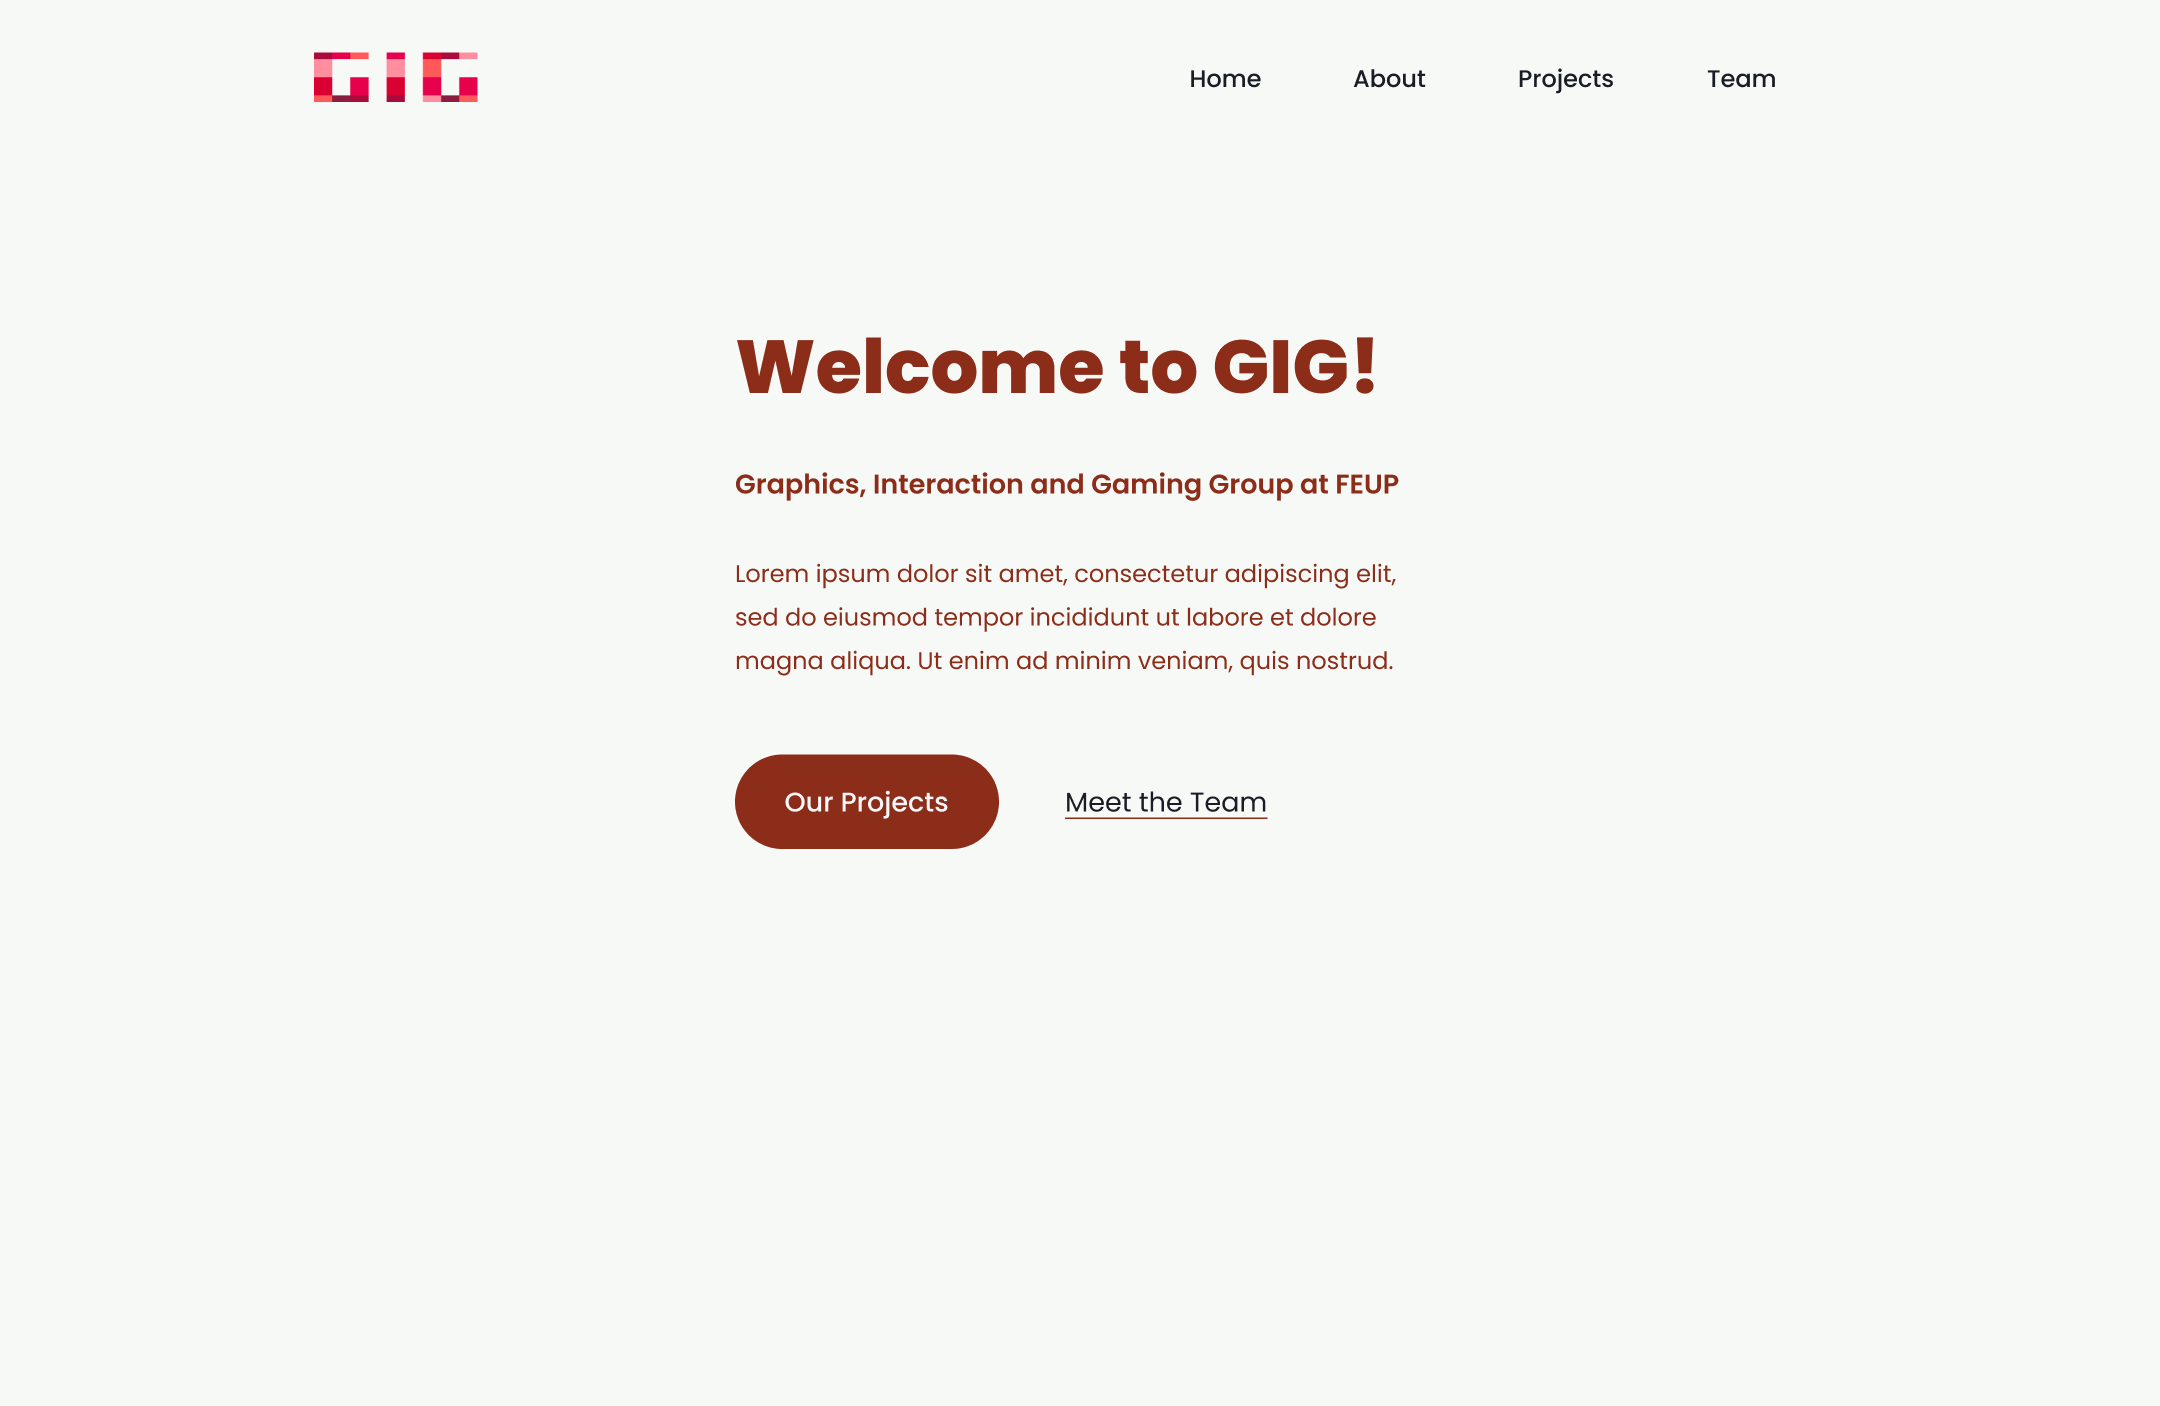 GIG
Home About Projects Team
Welcome to GIG!
Graphics, Interaction and Gaming Group at FEUP
Lorem ipsum dolor sit amet, consectetur adipiscing elit,
sed do eiusmod tempor incididunt ut labore et dolore
magna aliqua. Ut enim ad minim veniam, quis nostrud.
Our Projects Meet the Team